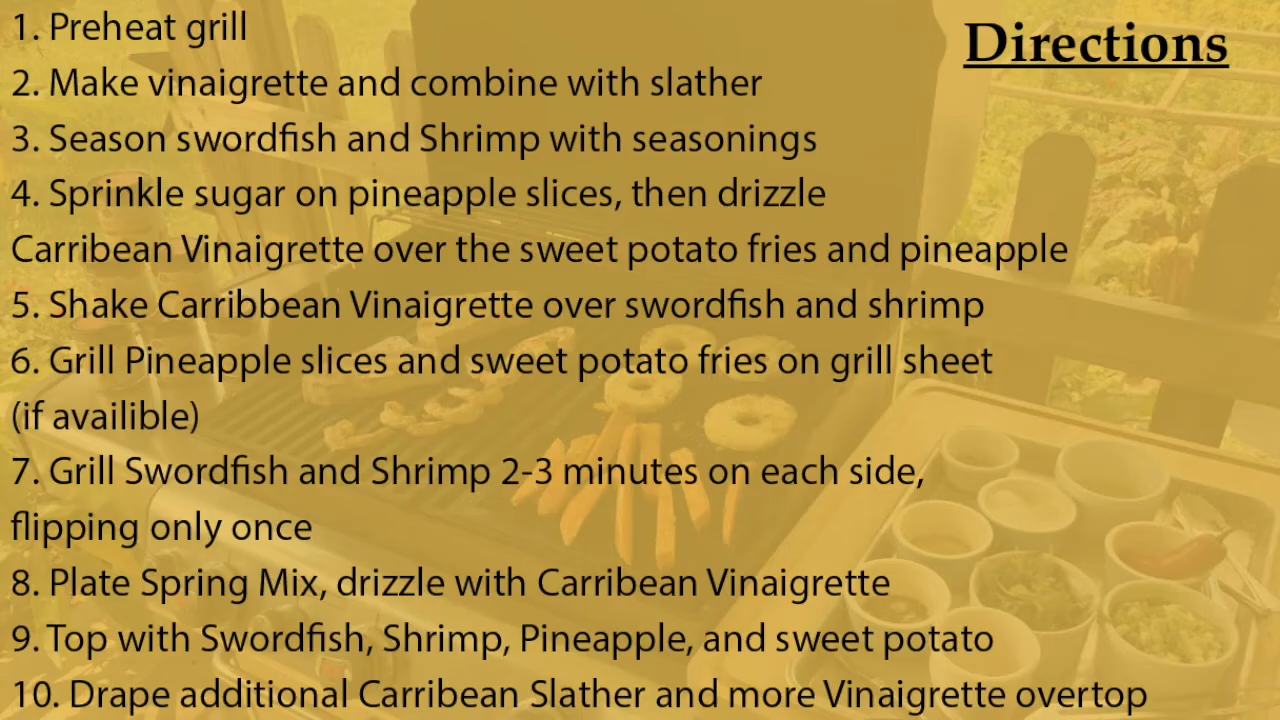 Directions
1. Preheat grill
2. Make vinaigrette and combine with slather
3. Season swordfish and Shrimp with seasonings
4. Sprinkle sugar on pineapple slices, then drizzle
Carribean Vinaigrette over the sweet potato fries and pineapple
5. Shake Carribbean Vinaigrette over swordfish and shrimp
6. Grill Pineapple slices and sweet potato fries on grill sheet
(if availible)
7. Grill Swordfish and Shrimp 2-3 minutes on each side,
flipping only once
8. Plate Spring Mix, drizzle with Carribean Vinaigrette
9. Top with Swordfish, Shrimp, Pineapple, and sweet potato
10. Drape additional Carribean Slather and more Vinaigrette overtop